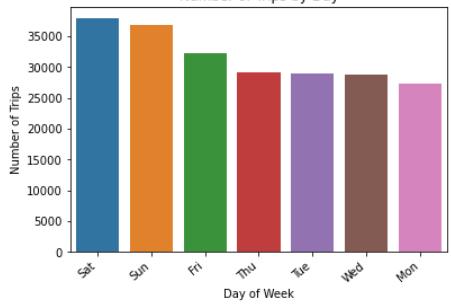 Number of Trips by Day
35000
30000
25000
20000
15000
10000
5000
0
Number of Trips
Sat
Sun
Fri
Thu
Tue
Wed
Mon
Day of Week